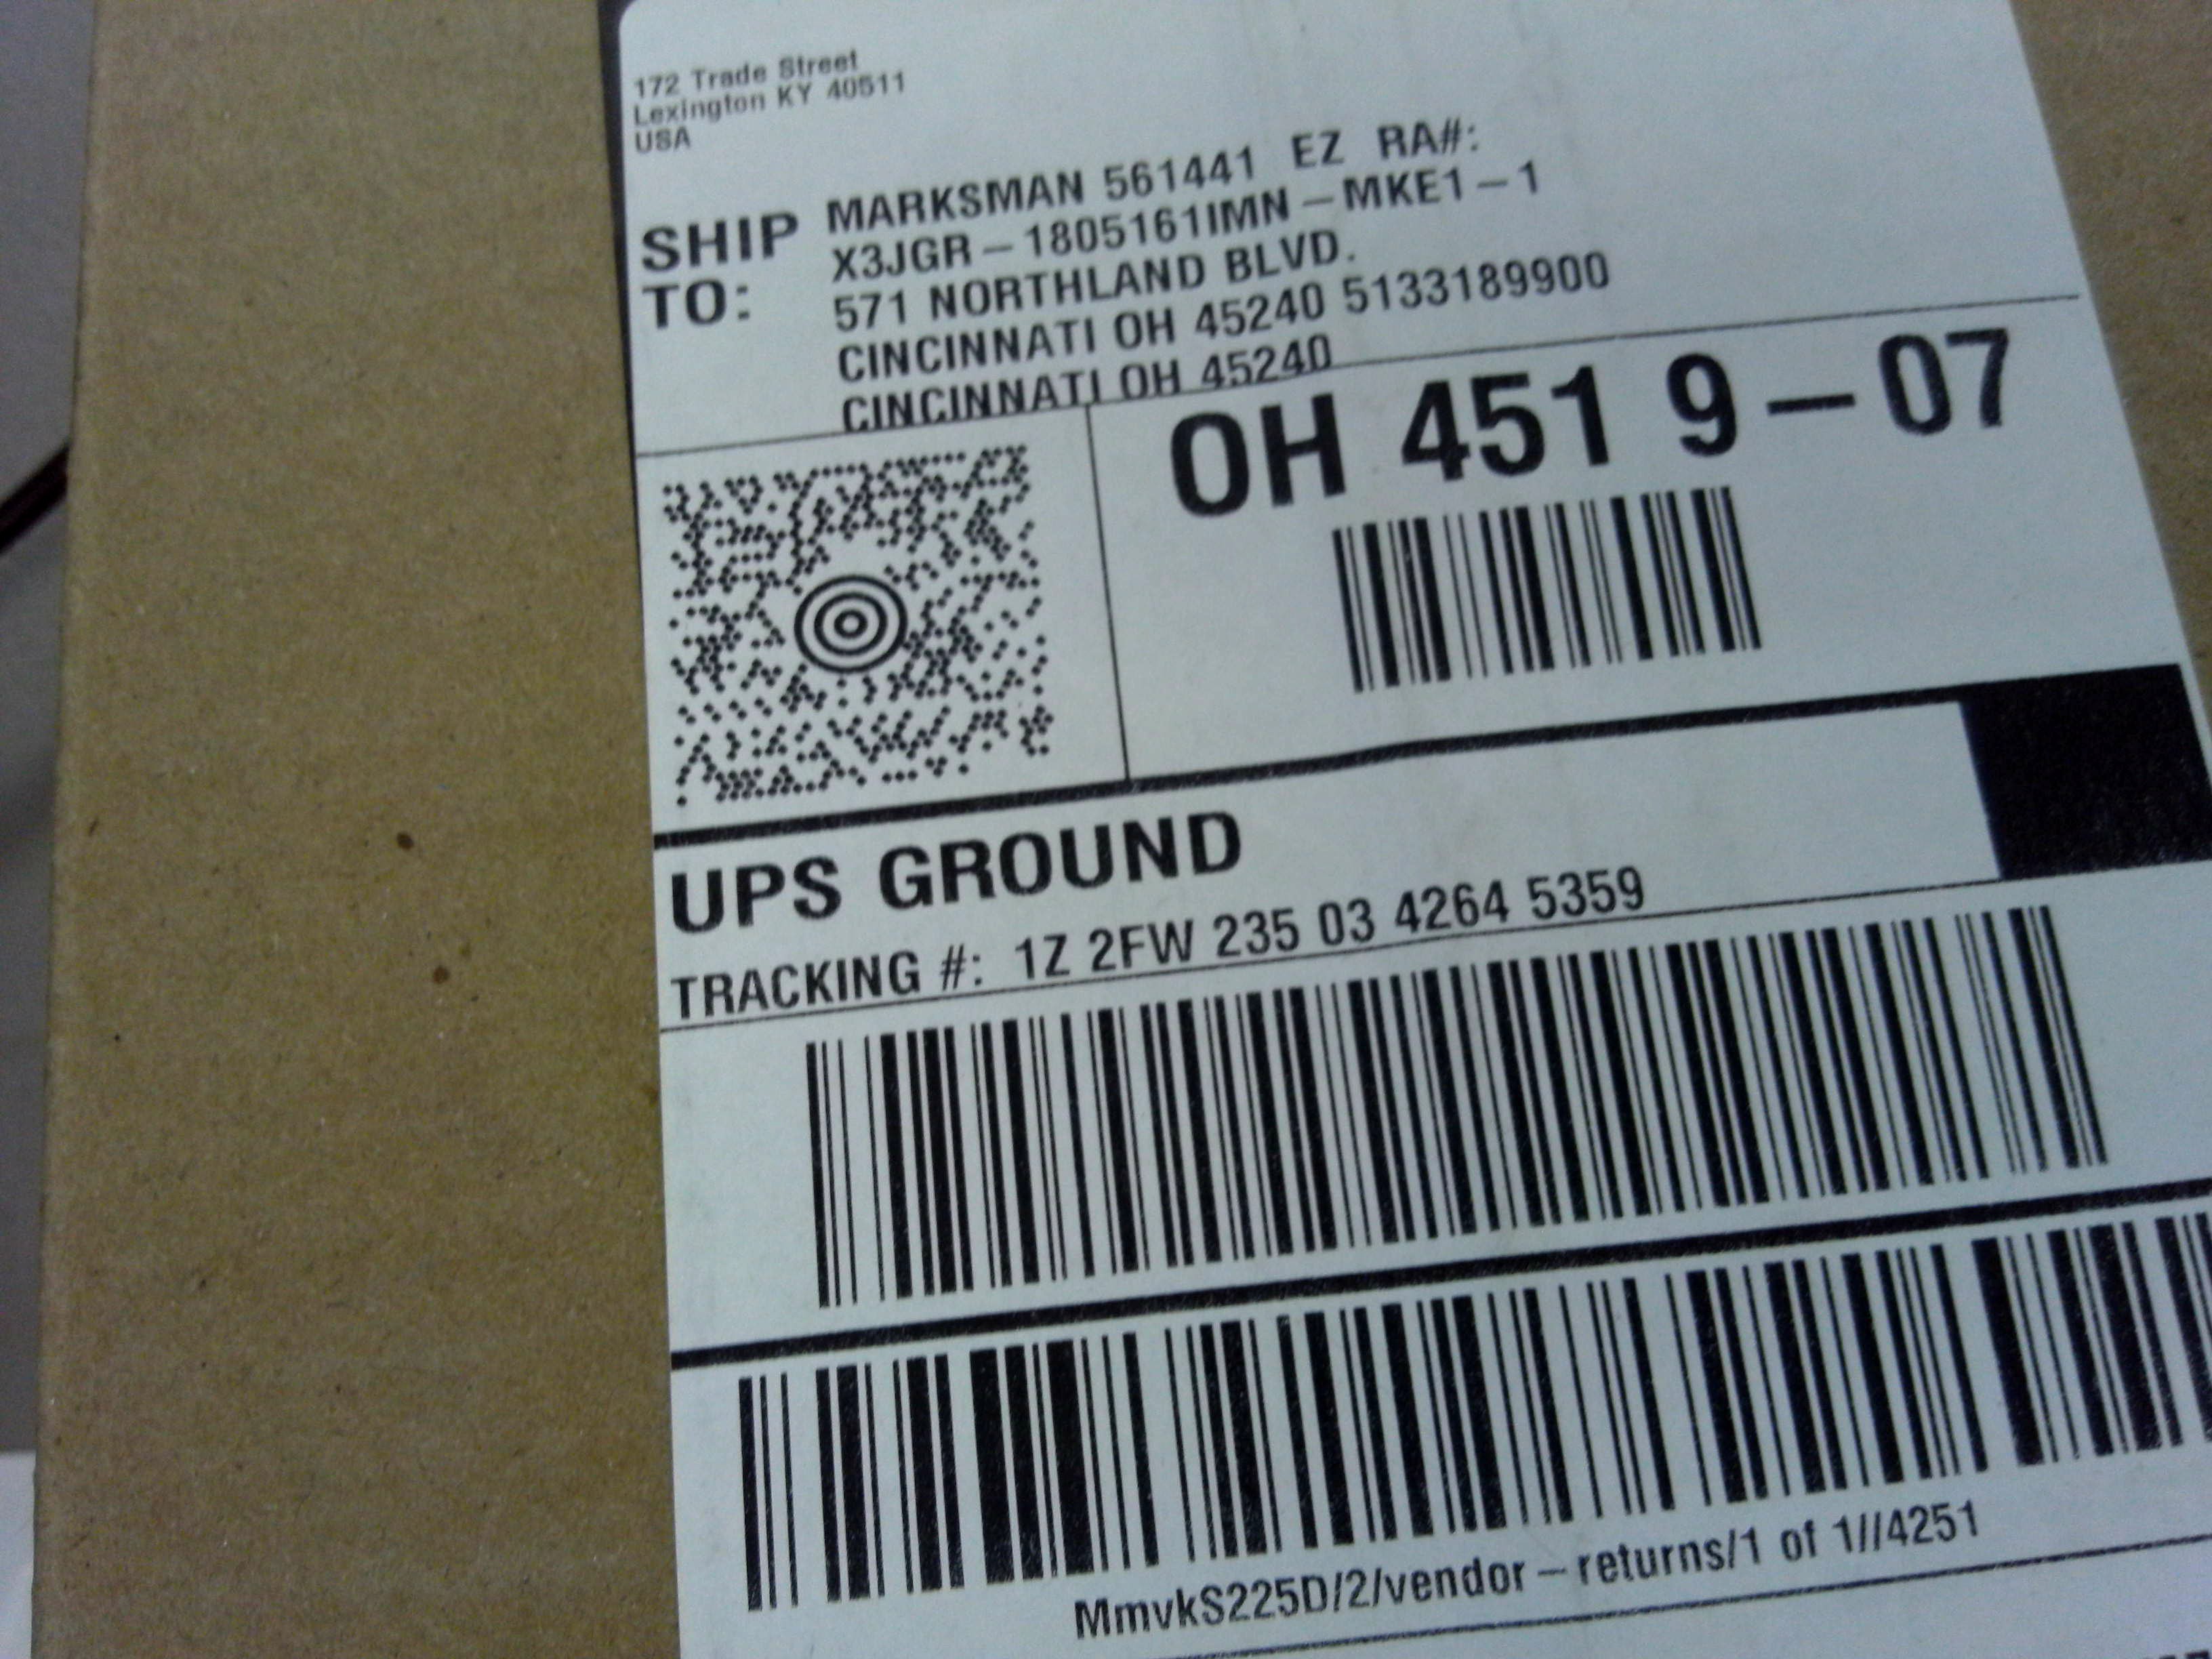 172 Trade Street
Lexington KY 40511
USA
SHIP TO:
MARKSMAN 561441 EZ RA#:
X3JGR-1805161IMN-MKE1-1
571 NORTHLAND BLVD.
CINCINNATI OH 45240 5133189900
CINCINNATI OH 45240
OH 451 9-07
UPS GROUND
TRACKING #: 1Z 2FW 235 03 4264 5359
MmvkS225D/2/vendor-returns/1 of 1//4251